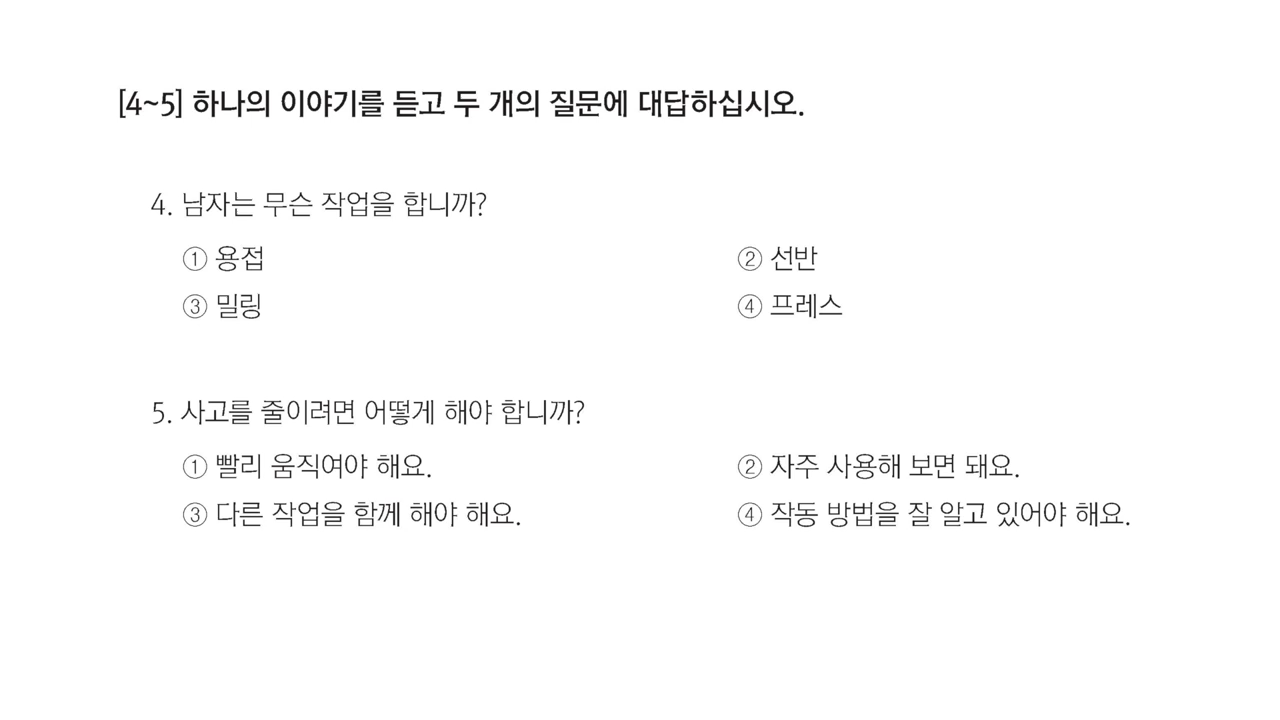 [4~5] 하나의 이야기를 듣고 두 개의 질문에 대답하십시오.
4. 남자는 무슨 작업을 합니까?
① 용접 ② 선반
③ 밀링 ④ 프레스
5. 사고를 줄이려면 어떻게 해야 합니까?
① 빨리 움직여야 해요. ② 자주 사용해 보면 돼요.
③ 다른 작업을 함께 해야 해요. ④ 작동 방법을 잘 알고 있어야 해요.